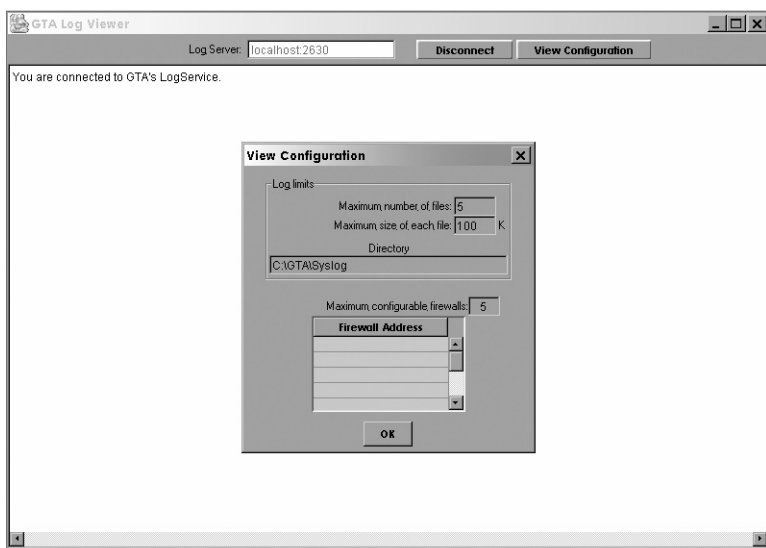 GTA Log Viewer
Log Server: localhost:2630 Disconnect View Configuration
You are connected to GTA's LogService.
View Configuration
Log limits
Maximum number of files: 5
Maximum size of each file: 100 K
Directory
C:\GTA\Syslog
Maximum configurable firewalls: 5
Firewall Address
OK